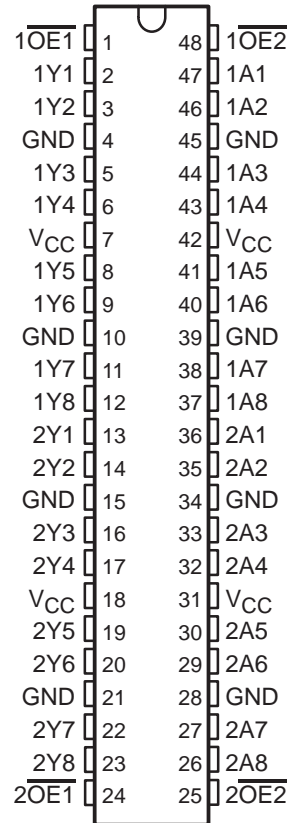 1OE1 1 48 1OE2
1Y1 2 47 1A1
1Y2 3 46 1A2
GND 4 45 GND
1Y3 5 44 1A3
1Y4 6 43 1A4
VCC 7 42 VCC
1Y5 8 41 1A5
1Y6 9 40 1A6
GND 10 39 GND
1Y7 11 38 1A7
1Y8 12 37 1A8
2Y1 13 36 2A1
2Y2 14 35 2A2
GND 15 34 GND
2Y3 16 33 2A3
2Y4 17 32 2A4
VCC 18 31 VCC
2Y5 19 30 2A5
2Y6 20 29 2A6
GND 21 28 GND
2Y7 22 27 2A7
2Y8 23 26 2A8
2OE1 24 25 2OE2